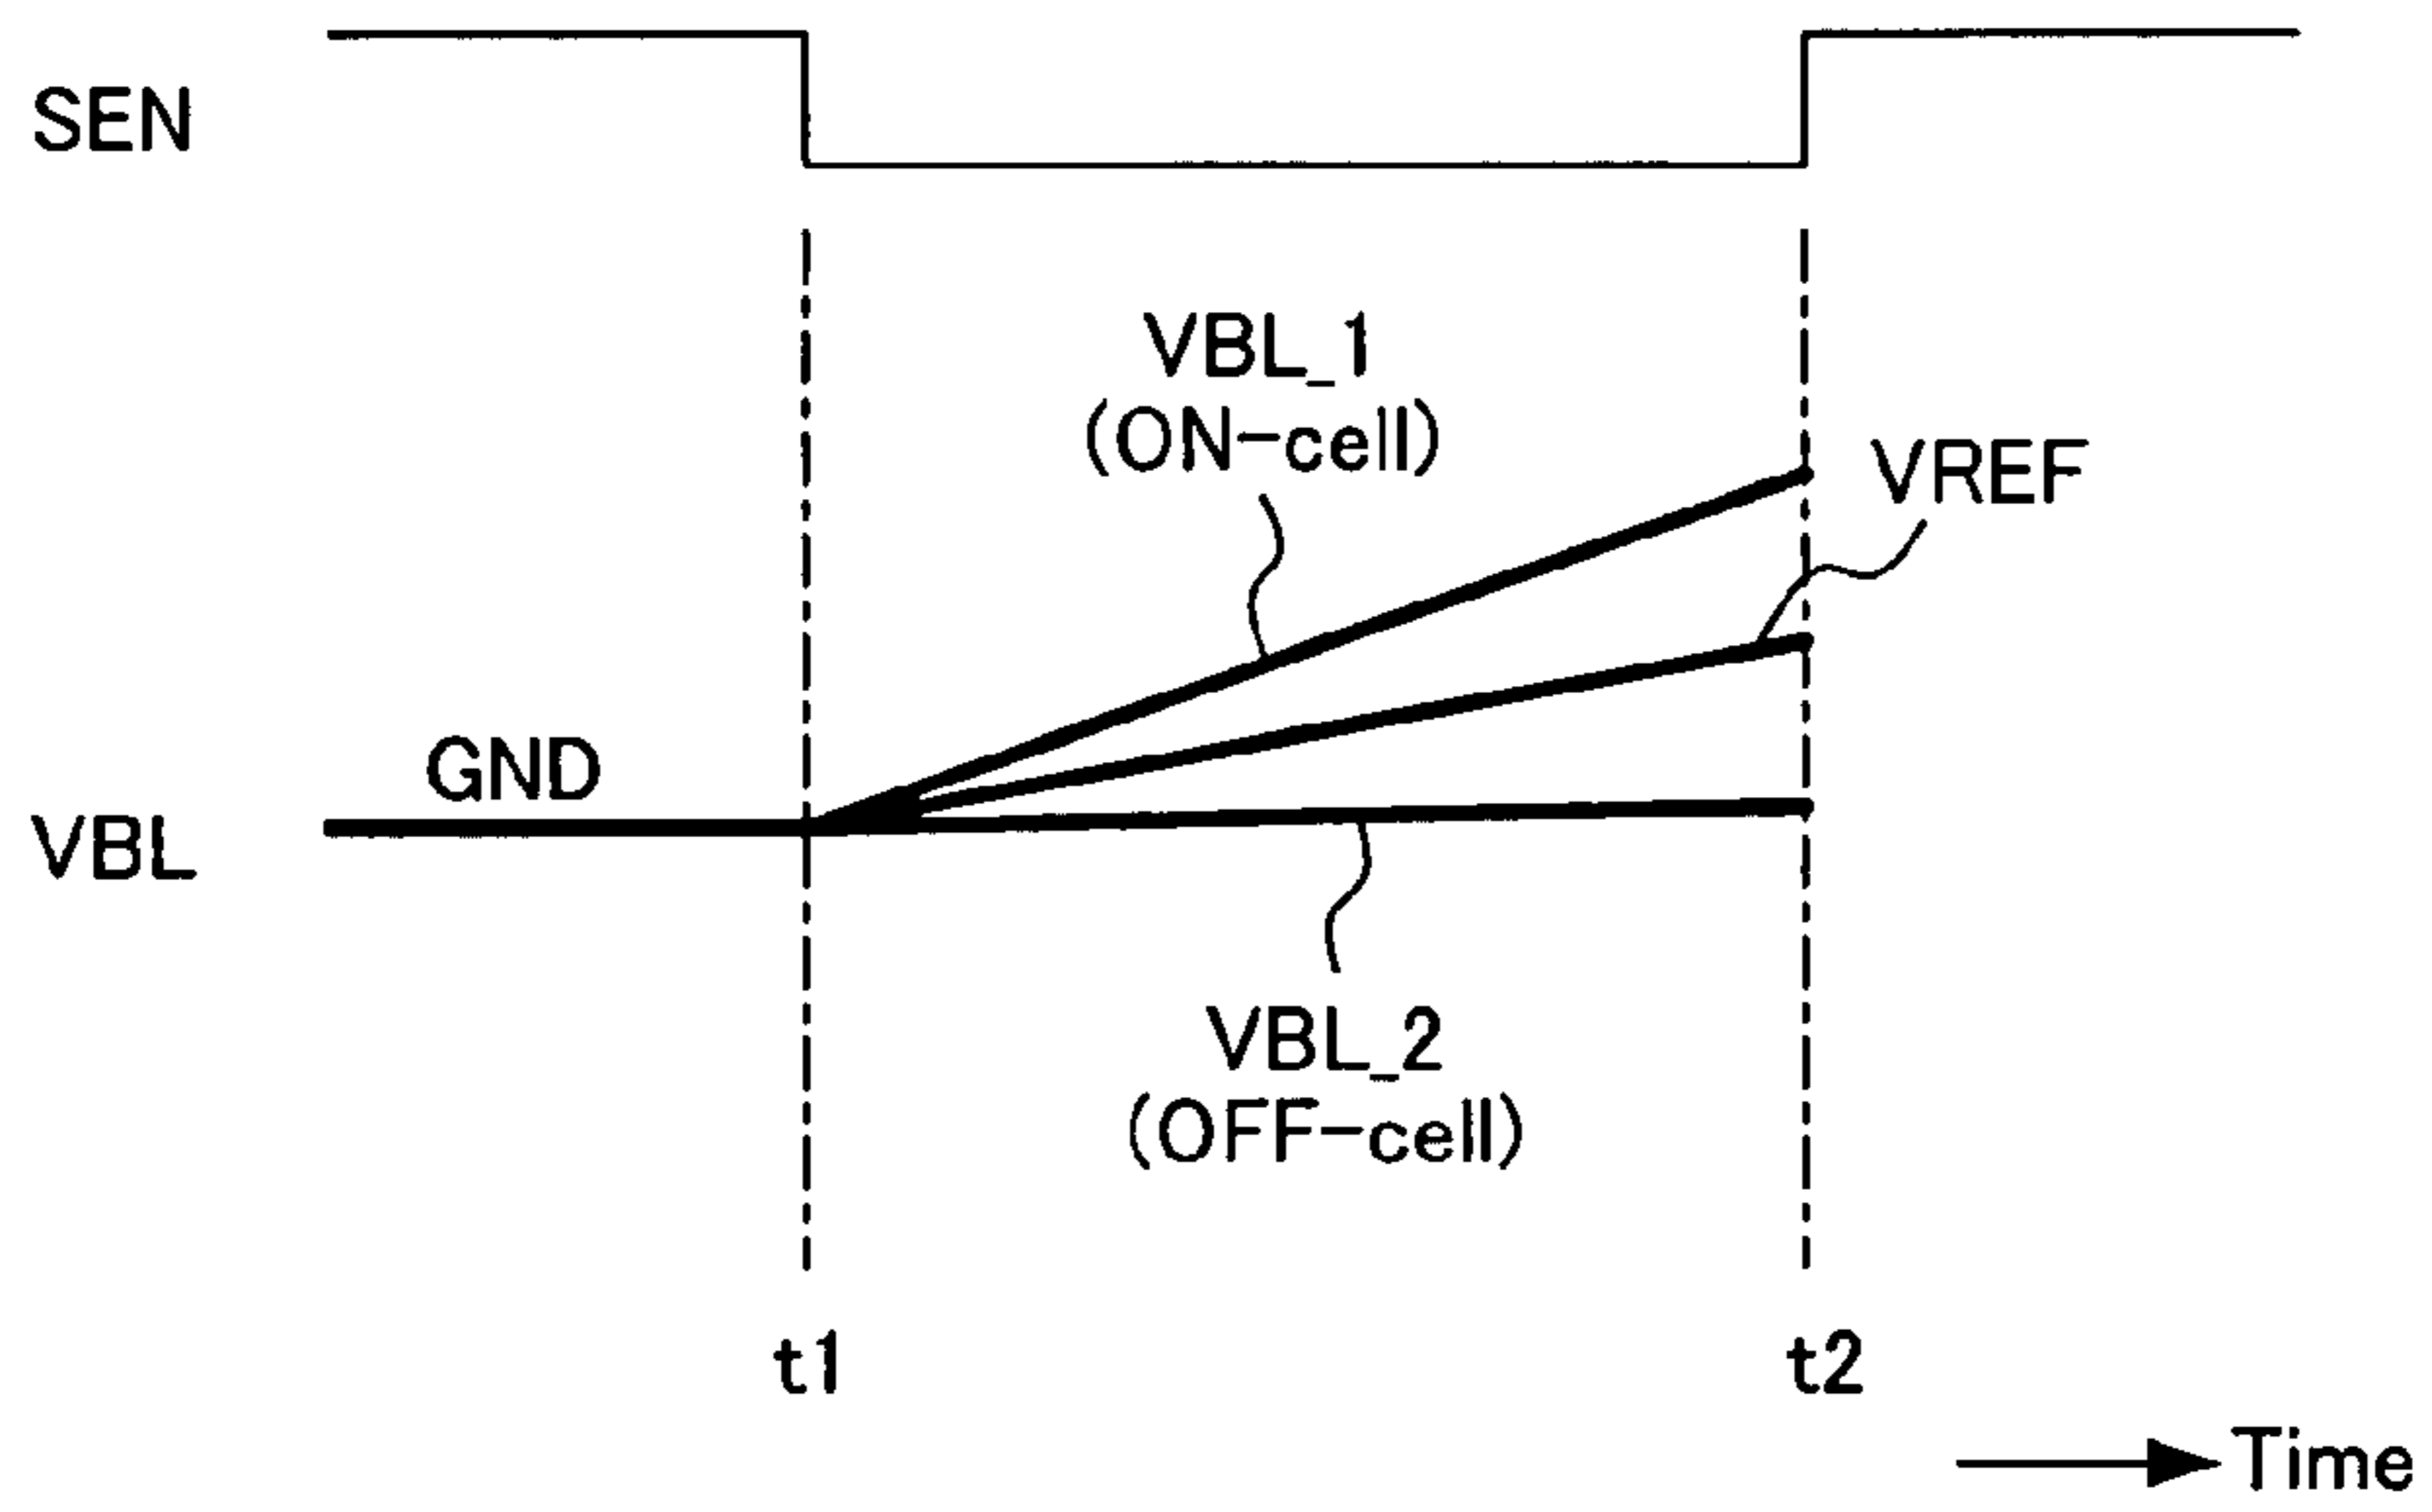 SEN
VBL_1
(ON-cell)
VREF
GND
VBL
VBL_2
(OFF-cell)
t1
t2
Time